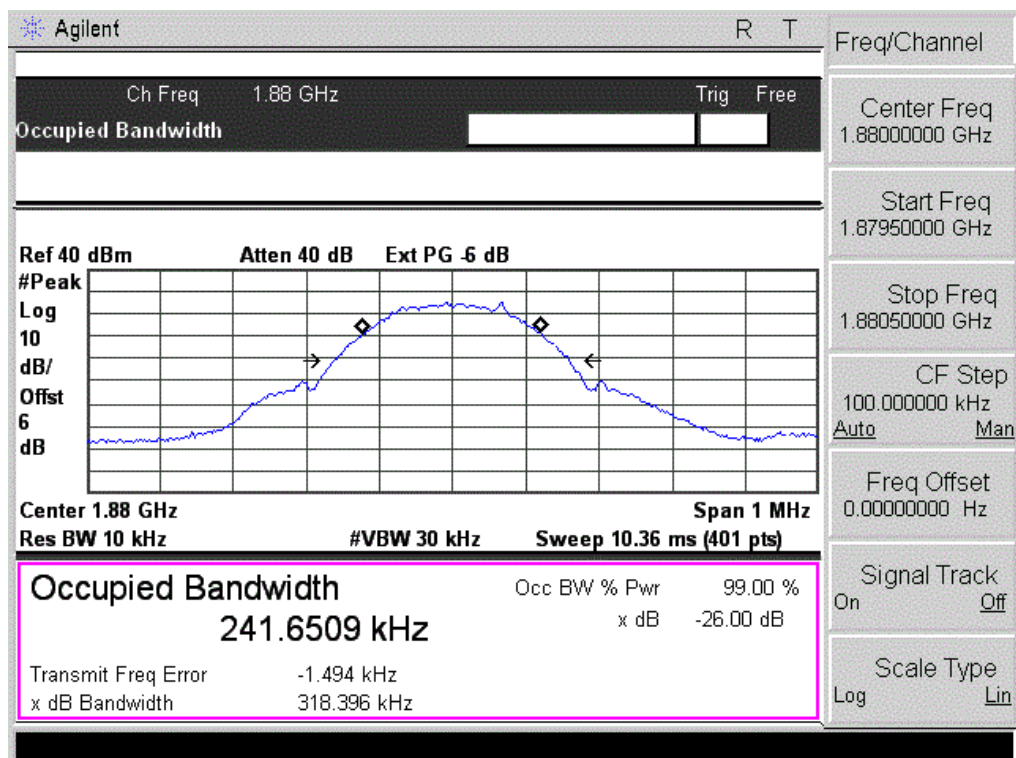 Agilent R T
Ch Freq 1.88 GHz Trig Free
Occupied Bandwidth
Ref 40 dBm Atten 40 dB Ext PG -6 dB
#Peak
Log
10
dB/
Offst
6
dB
Center 1.88 GHz Span 1 MHz
Res BW 10 kHz #VBW 30 kHz Sweep 10.36 ms (401 pts)
Occupied Bandwidth
241.6509 kHz
Occ BW % Pwr 99.00 %
x dB -26.00 dB
Transmit Freq Error -1.494 kHz
x dB Bandwidth 318.396 kHz
Freq/Channel
Center Freq
1.88000000 GHz
Start Freq
1.87950000 GHz
Stop Freq
1.88050000 GHz
CF Step
100.000000 kHz
Auto Man
Freq Offset
0.00000000 Hz
Signal Track
On Off
Scale Type
Log Lin